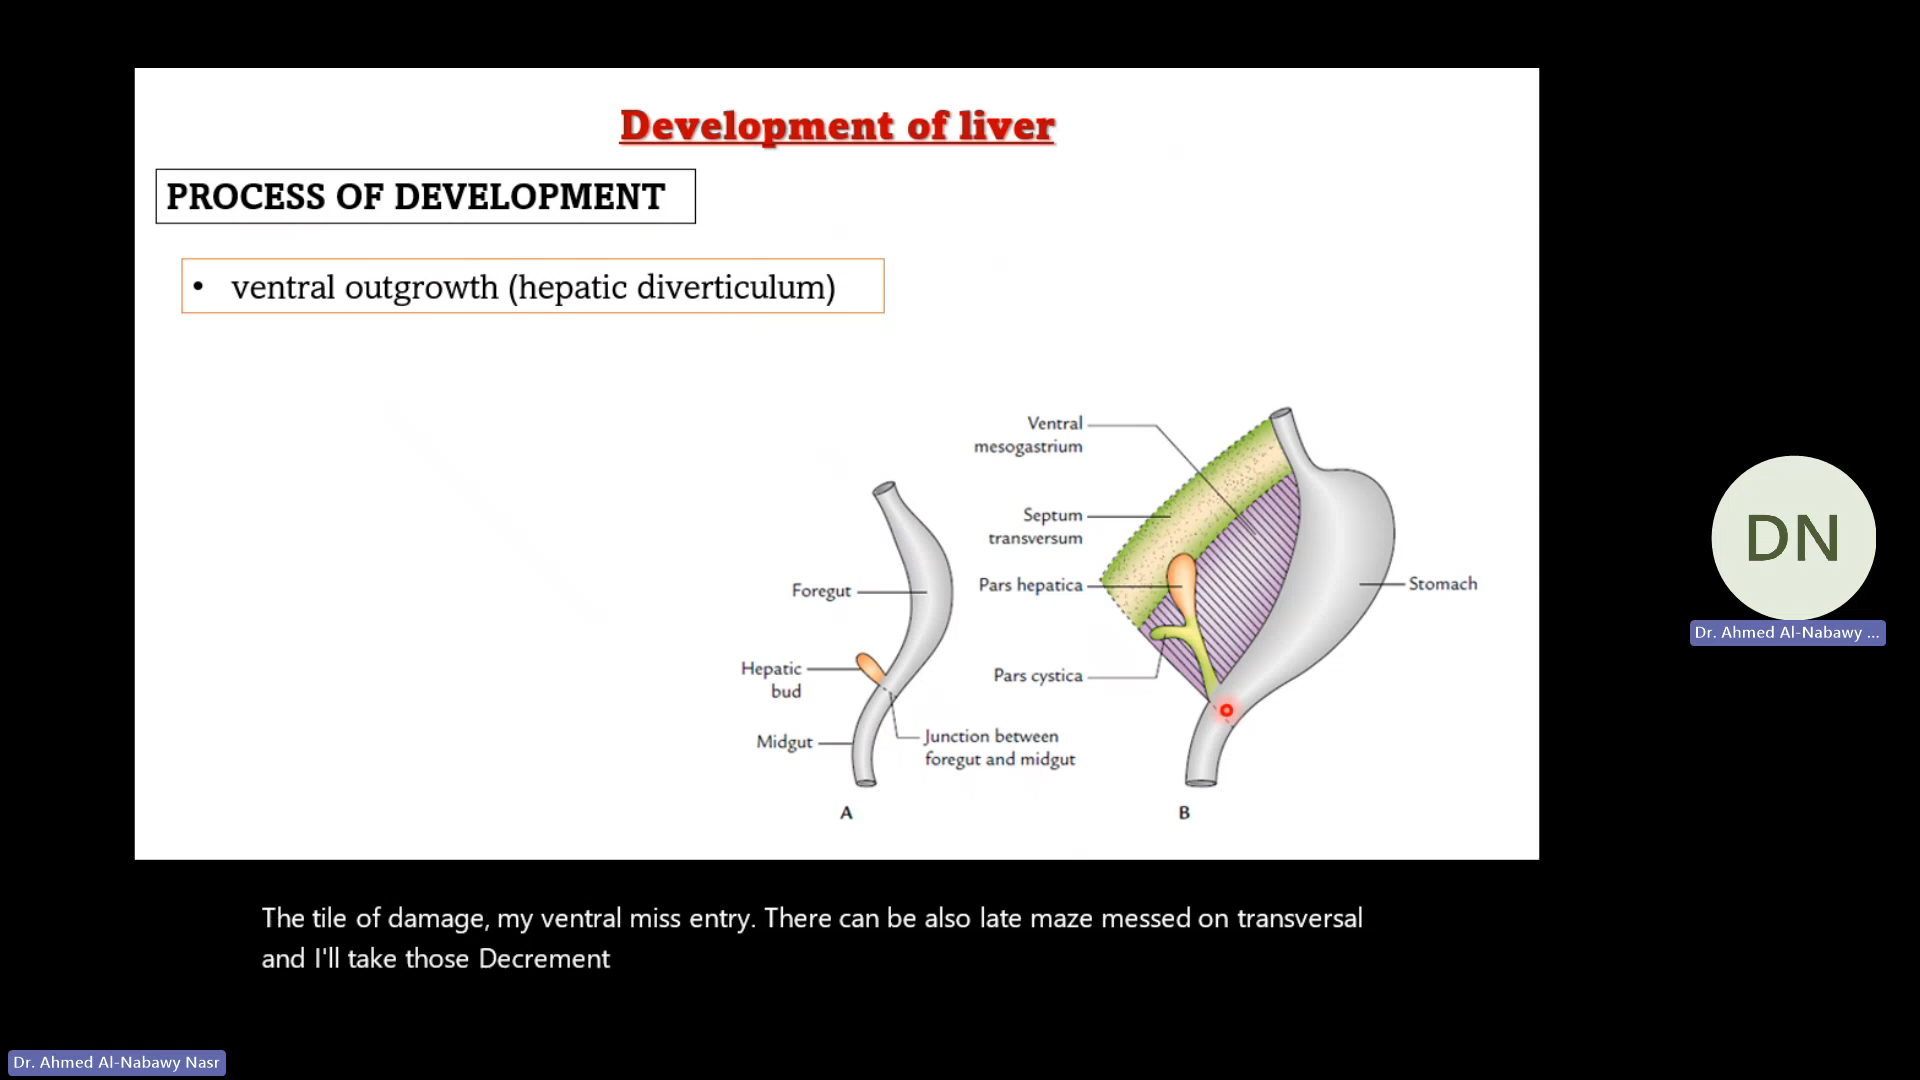 Development of liver
PROCESS OF DEVELOPMENT
• ventral outgrowth (hepatic diverticulum)
Ventral
mesogastrium
Septum
transversum
Pars hepatica
Pars cystica
Stomach
Foregut
Hepatic
bud
Midgut
Junction between
foregut and midgut
A
B
DN
Dr. Ahmed Al-Nabawy ...
The tile of damage, my ventral miss entry. There can be also late maze messed on transversal
and I'll take those Decrement
Dr. Ahmed Al-Nabawy Nasr